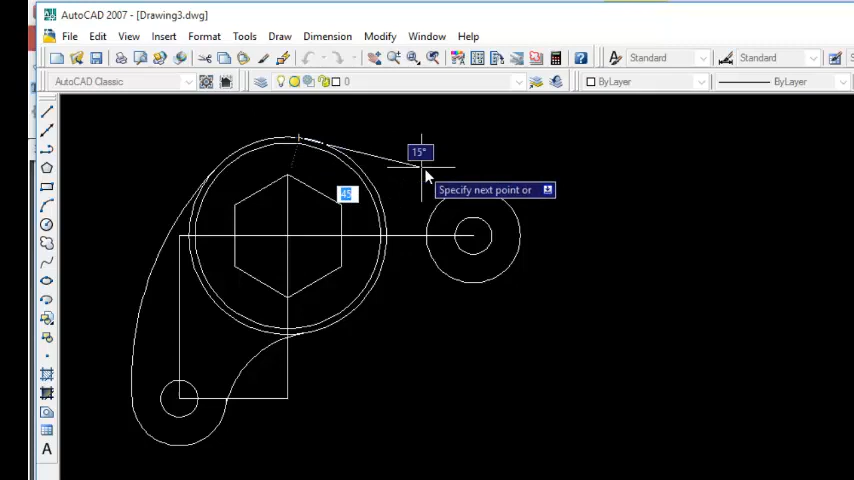 AutoCAD 2007 - [Drawing3.dwg]
File Edit View Insert Format Tools Draw Dimension Modify Window Help
Standard Standard
AutoCAD Classic 0 ByLayer ByLayer
15°
Specify next point or
45
A